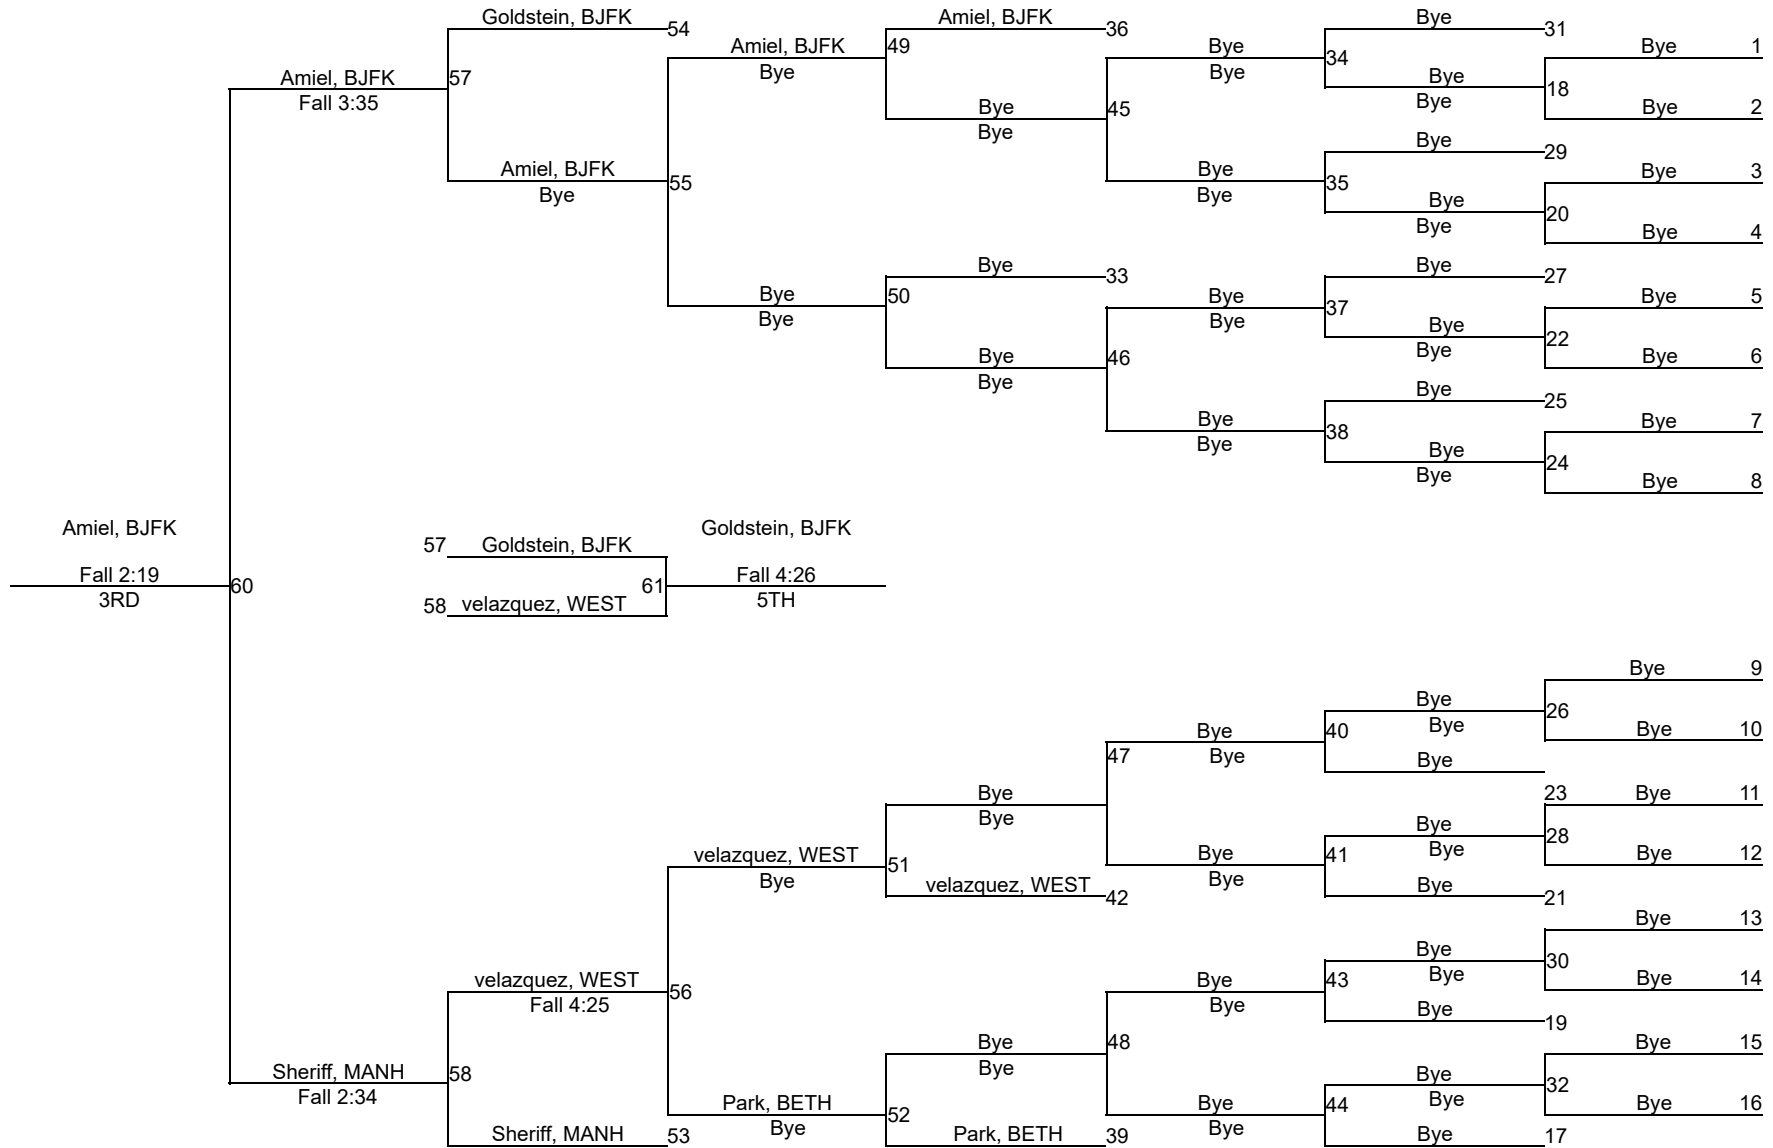 Goldstein, BJFK 54 Amiel, BJFK 36 Bye 31
Amiel, BJFK 49 Bye 34 Bye 1
Bye Bye
Amiel, BJFK 57 Bye 18
Fall 3:35 Bye
Bye 45 Bye 2
Bye
Bye 29
Amiel, BJFK 55 Bye 35 Bye 3
Bye Bye
Bye 20
Bye
Bye 4
Bye 33 Bye 27
Bye 50 Bye 37 Bye 5
Bye Bye
Bye 22
Bye
Bye 46 Bye 6
Bye
Bye 25
Bye 38 Bye 7
Bye
Bye 24
Bye
Bye 8
Amiel, BJFK Goldstein, BJFK
57 Goldstein, BJFK
Fall 2:19 60 61 Fall 4:26
3RD 5TH
58 velazquez, WEST
Bye 9
Bye 26
Bye
Bye 40 Bye 10
Bye 47
Bye
Bye 23 Bye 11
Bye
Bye 28
Bye
velazquez, WEST 51 Bye 41 Bye 12
Bye Bye
velazquez, WEST 42 Bye 21
Bye 13
Bye 30
Bye
velazquez, WEST 56 Bye 43 Bye 14
Fall 4:25 Bye
Bye 19
Bye 48 Bye 15
Bye
Sheriff, MANH 58 Bye 32
Fall 2:34 Bye
Park, BETH 52 Bye 44 Bye 16
Bye Bye
Sheriff, MANH 53 Park, BETH 39 Bye 17